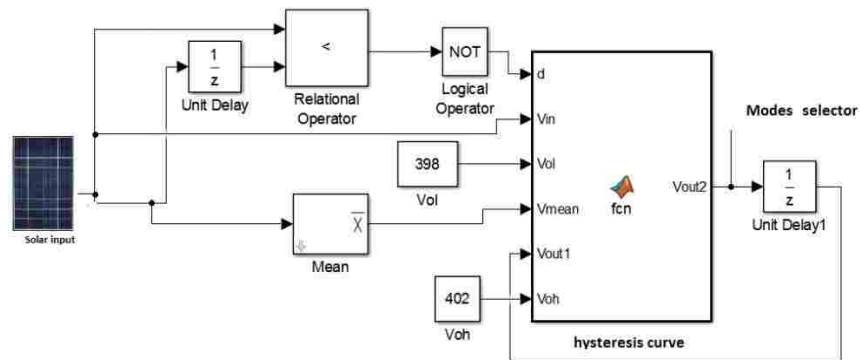 <
NOT
1
z
d
Unit Delay
Relational
Operator
Logical
Operator
Modes selector
Vin
398
Vol
Vol
Vout2
1
z
fcn
Vmean
X
Unit Delay1
Solar input
Mean
Vout1
402
Voh
Voh
hysteresis curve